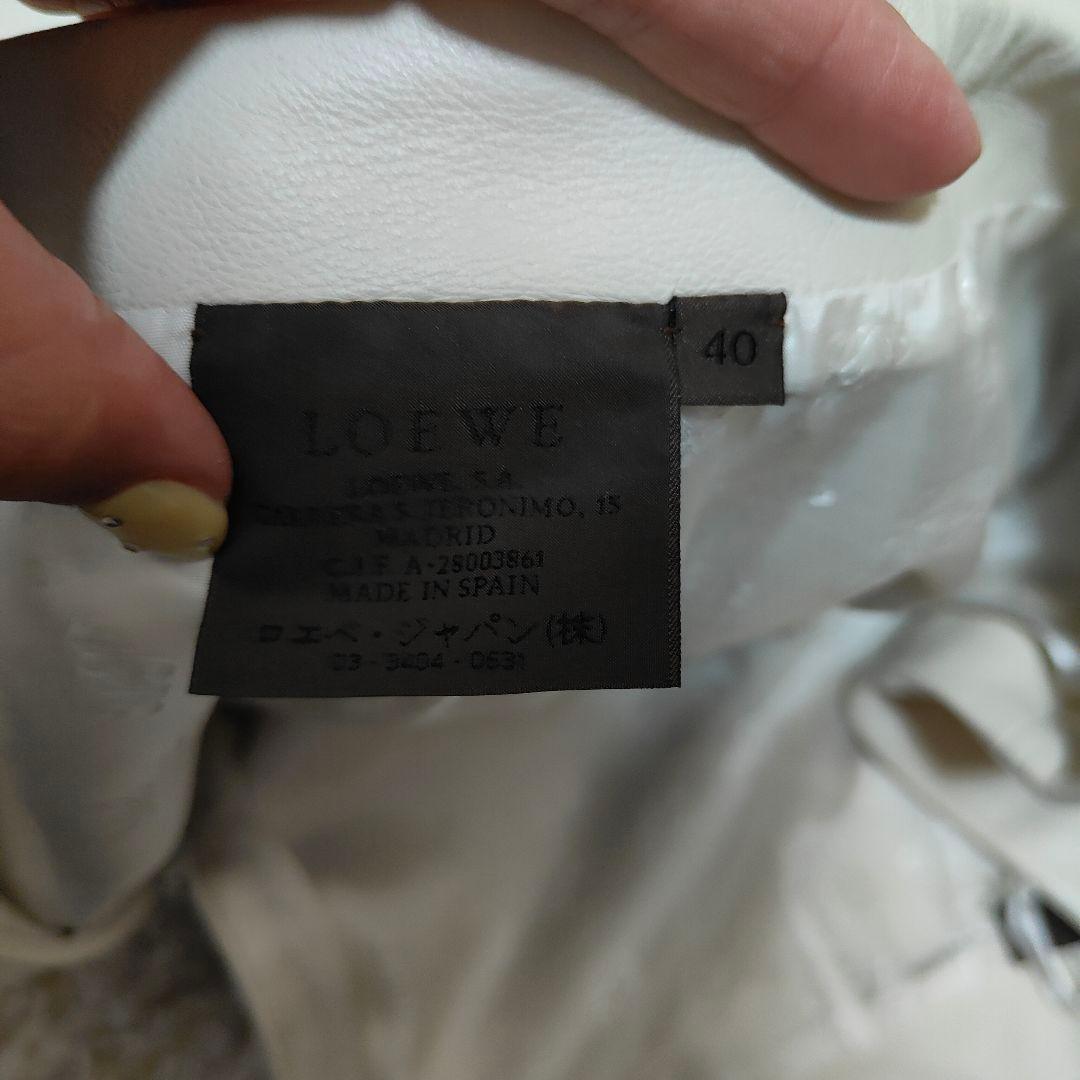 LOEWE
LOEWE, S.A.
CARRERA S. JERONIMO, 15
MADRID
C.I.F. A-28003861
MADE IN SPAIN
ロエベ・ジャパン(株)
03-3404-0631
40